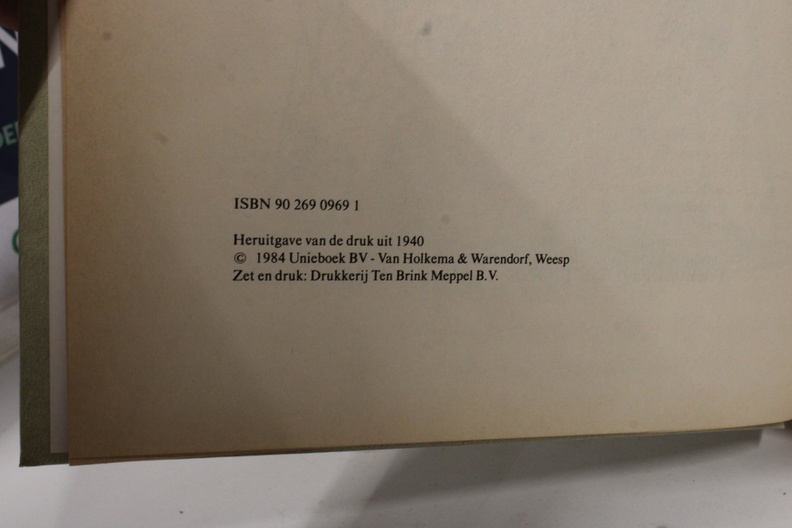 ISBN 90 269 0969 1
Heruitgave van de druk uit 1940
© 1984 Unieboek BV - Van Holkema & Warendorf, Weesp
Zet en druk: Drukkerij Ten Brink Meppel B.V.